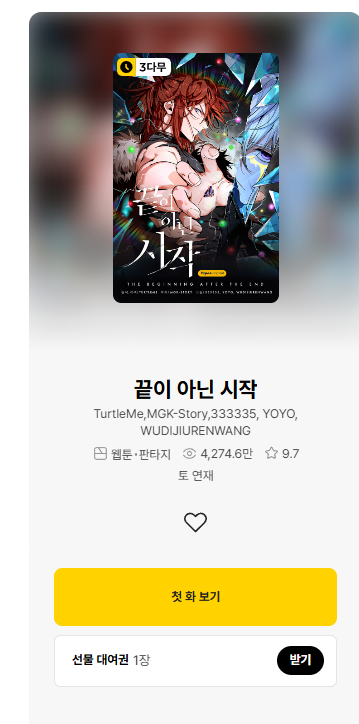 3다무
끝이
아닌
시작
THE BEGINNING AFTER THE END
끝이 아닌 시작
TurtleMe,MGK-Story,333335, YOYO,
WUDIJIURENWANG
웹툰·판타지 4,274.6만 9.7
토 연재
첫 화 보기
선물 대여권 1장 받기